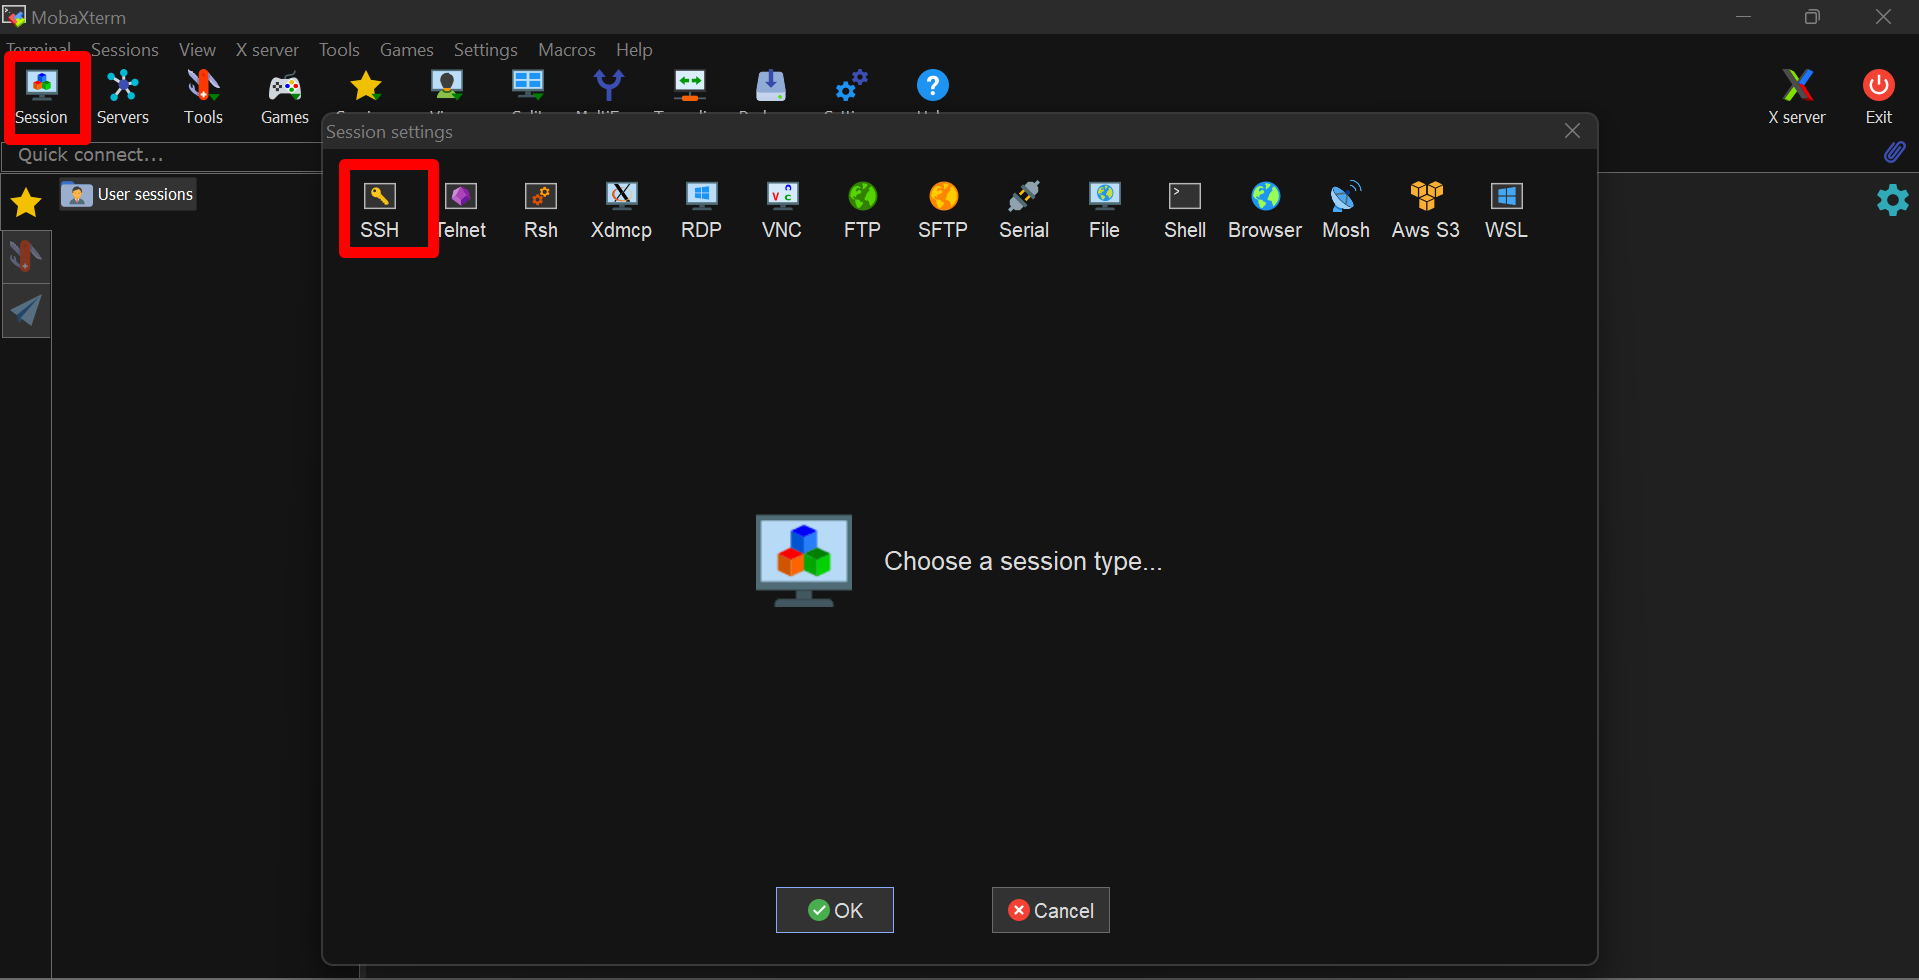 MobaXterm
Terminal Sessions View X server Tools Games Settings Macros Help
Session Servers Tools Games X server Exit
Session settings
Quick connect...
User sessions
SSH Telnet Rsh Xdmcp RDP VNC FTP SFTP Serial File Shell Browser Mosh Aws S3 WSL
Choose a session type...
OK Cancel